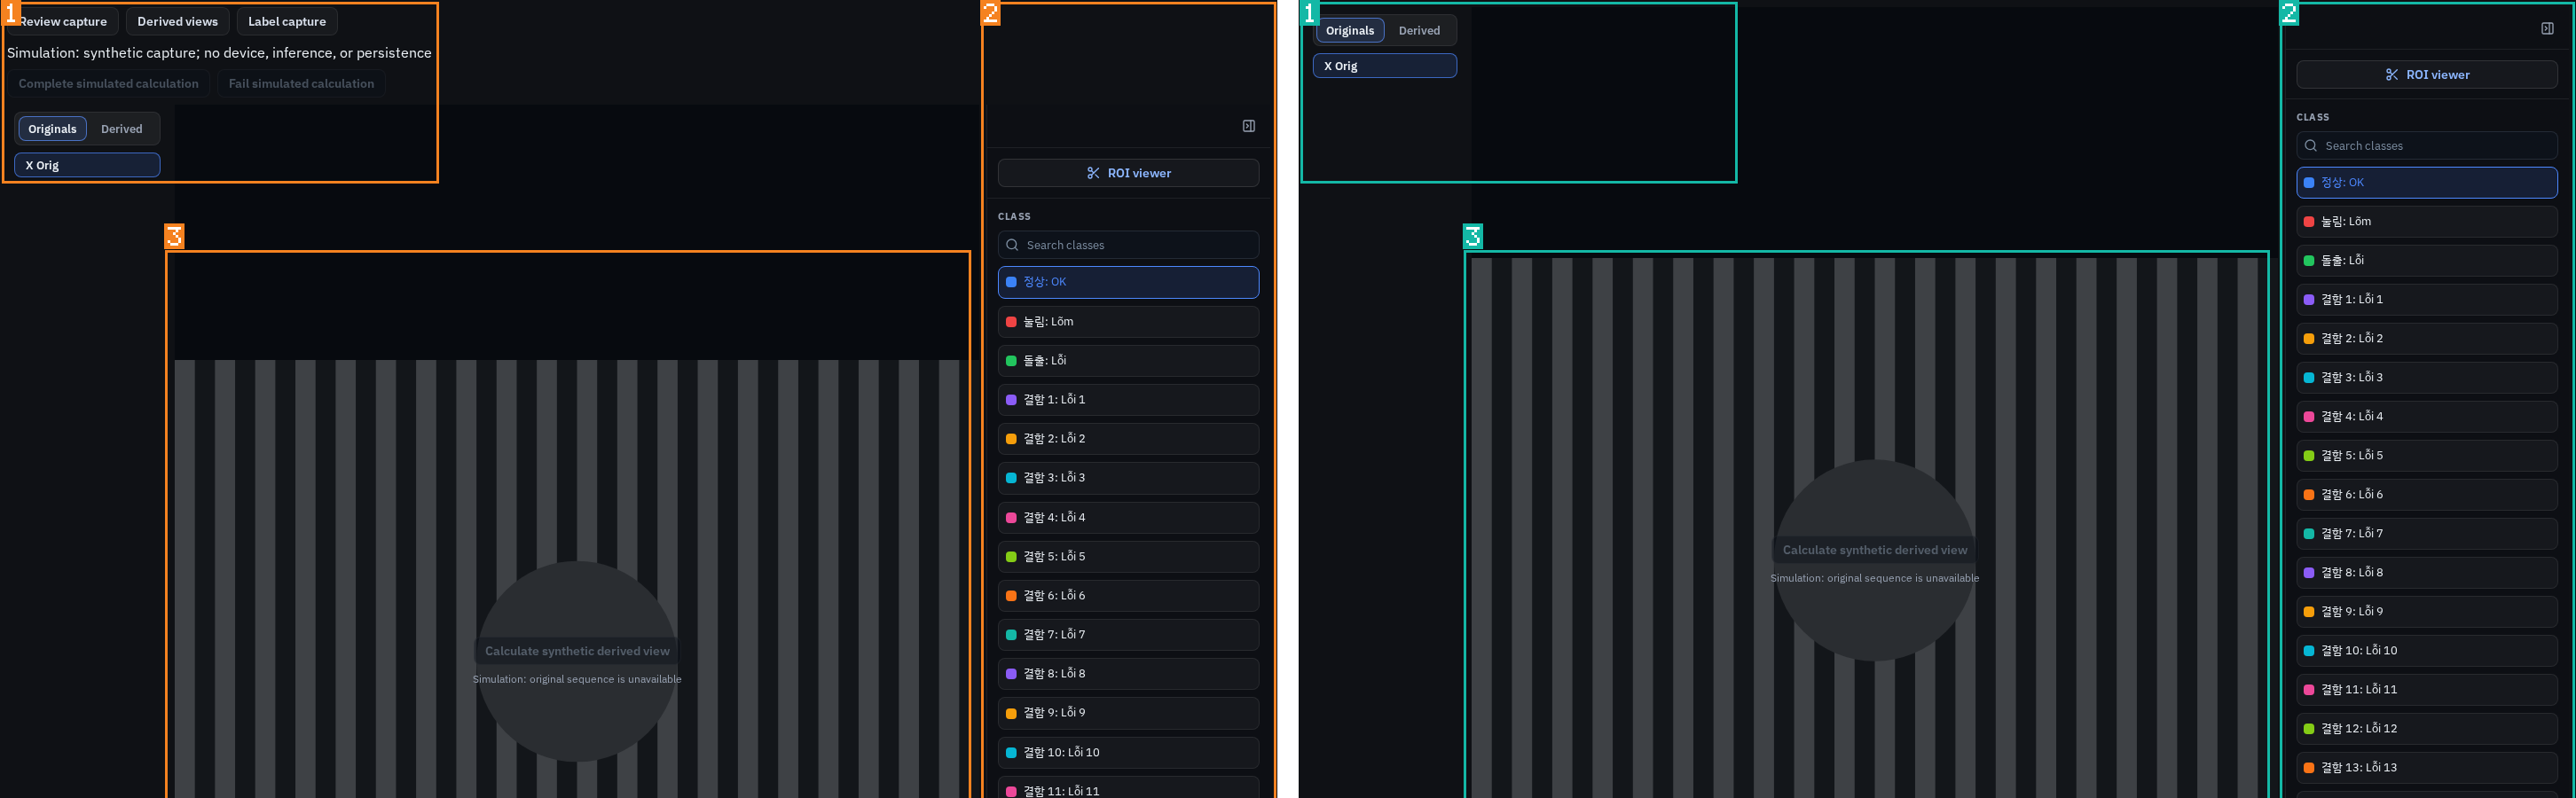 1
Review capture
Derived views
Label capture
Simulation: synthetic capture; no device, inference, or persistence
Complete simulated calculation
Fail simulated calculation
Originals
Derived
X Orig
2
ROI viewer
CLASS
Search classes
정상: OK
눌림: Lõm
돌출: Lồi
결함 1: Lỗi 1
결함 2: Lỗi 2
결함 3: Lỗi 3
결함 4: Lỗi 4
결함 5: Lỗi 5
결함 6: Lỗi 6
결함 7: Lỗi 7
결함 8: Lỗi 8
결함 9: Lỗi 9
결함 10: Lỗi 10
결함 11: Lỗi 11
3
Calculate synthetic derived view
Simulation: original sequence is unavailable
1
Originals
Derived
X Orig
2
ROI viewer
CLASS
Search classes
정상: OK
눌림: Lõm
돌출: Lồi
결함 1: Lỗi 1
결함 2: Lỗi 2
결함 3: Lỗi 3
결함 4: Lỗi 4
결함 5: Lỗi 5
결함 6: Lỗi 6
결함 7: Lỗi 7
결함 8: Lỗi 8
결함 9: Lỗi 9
결함 10: Lỗi 10
결함 11: Lỗi 11
결함 12: Lỗi 12
결함 13: Lỗi 13
3
Calculate synthetic derived view
Simulation: original sequence is unavailable